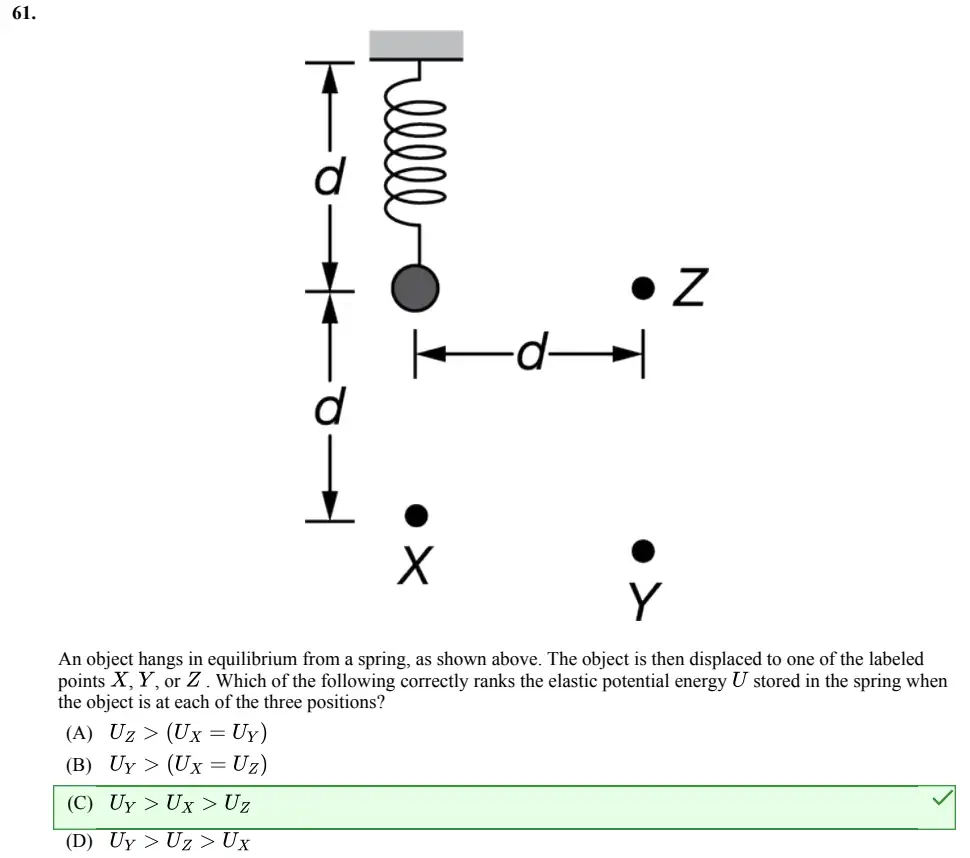 61.
d
Z
d
d
X
Y
An object hangs in equilibrium from a spring, as shown above. The object is then displaced to one of the labeled
points X, Y, or Z . Which of the following correctly ranks the elastic potential energy U stored in the spring when
the object is at each of the three positions?
(A) U_Z > (U_X = U_Y)
(B) U_Y > (U_X = U_Z)
(C) U_Y > U_X > U_Z
(D) U_Y > U_Z > U_X